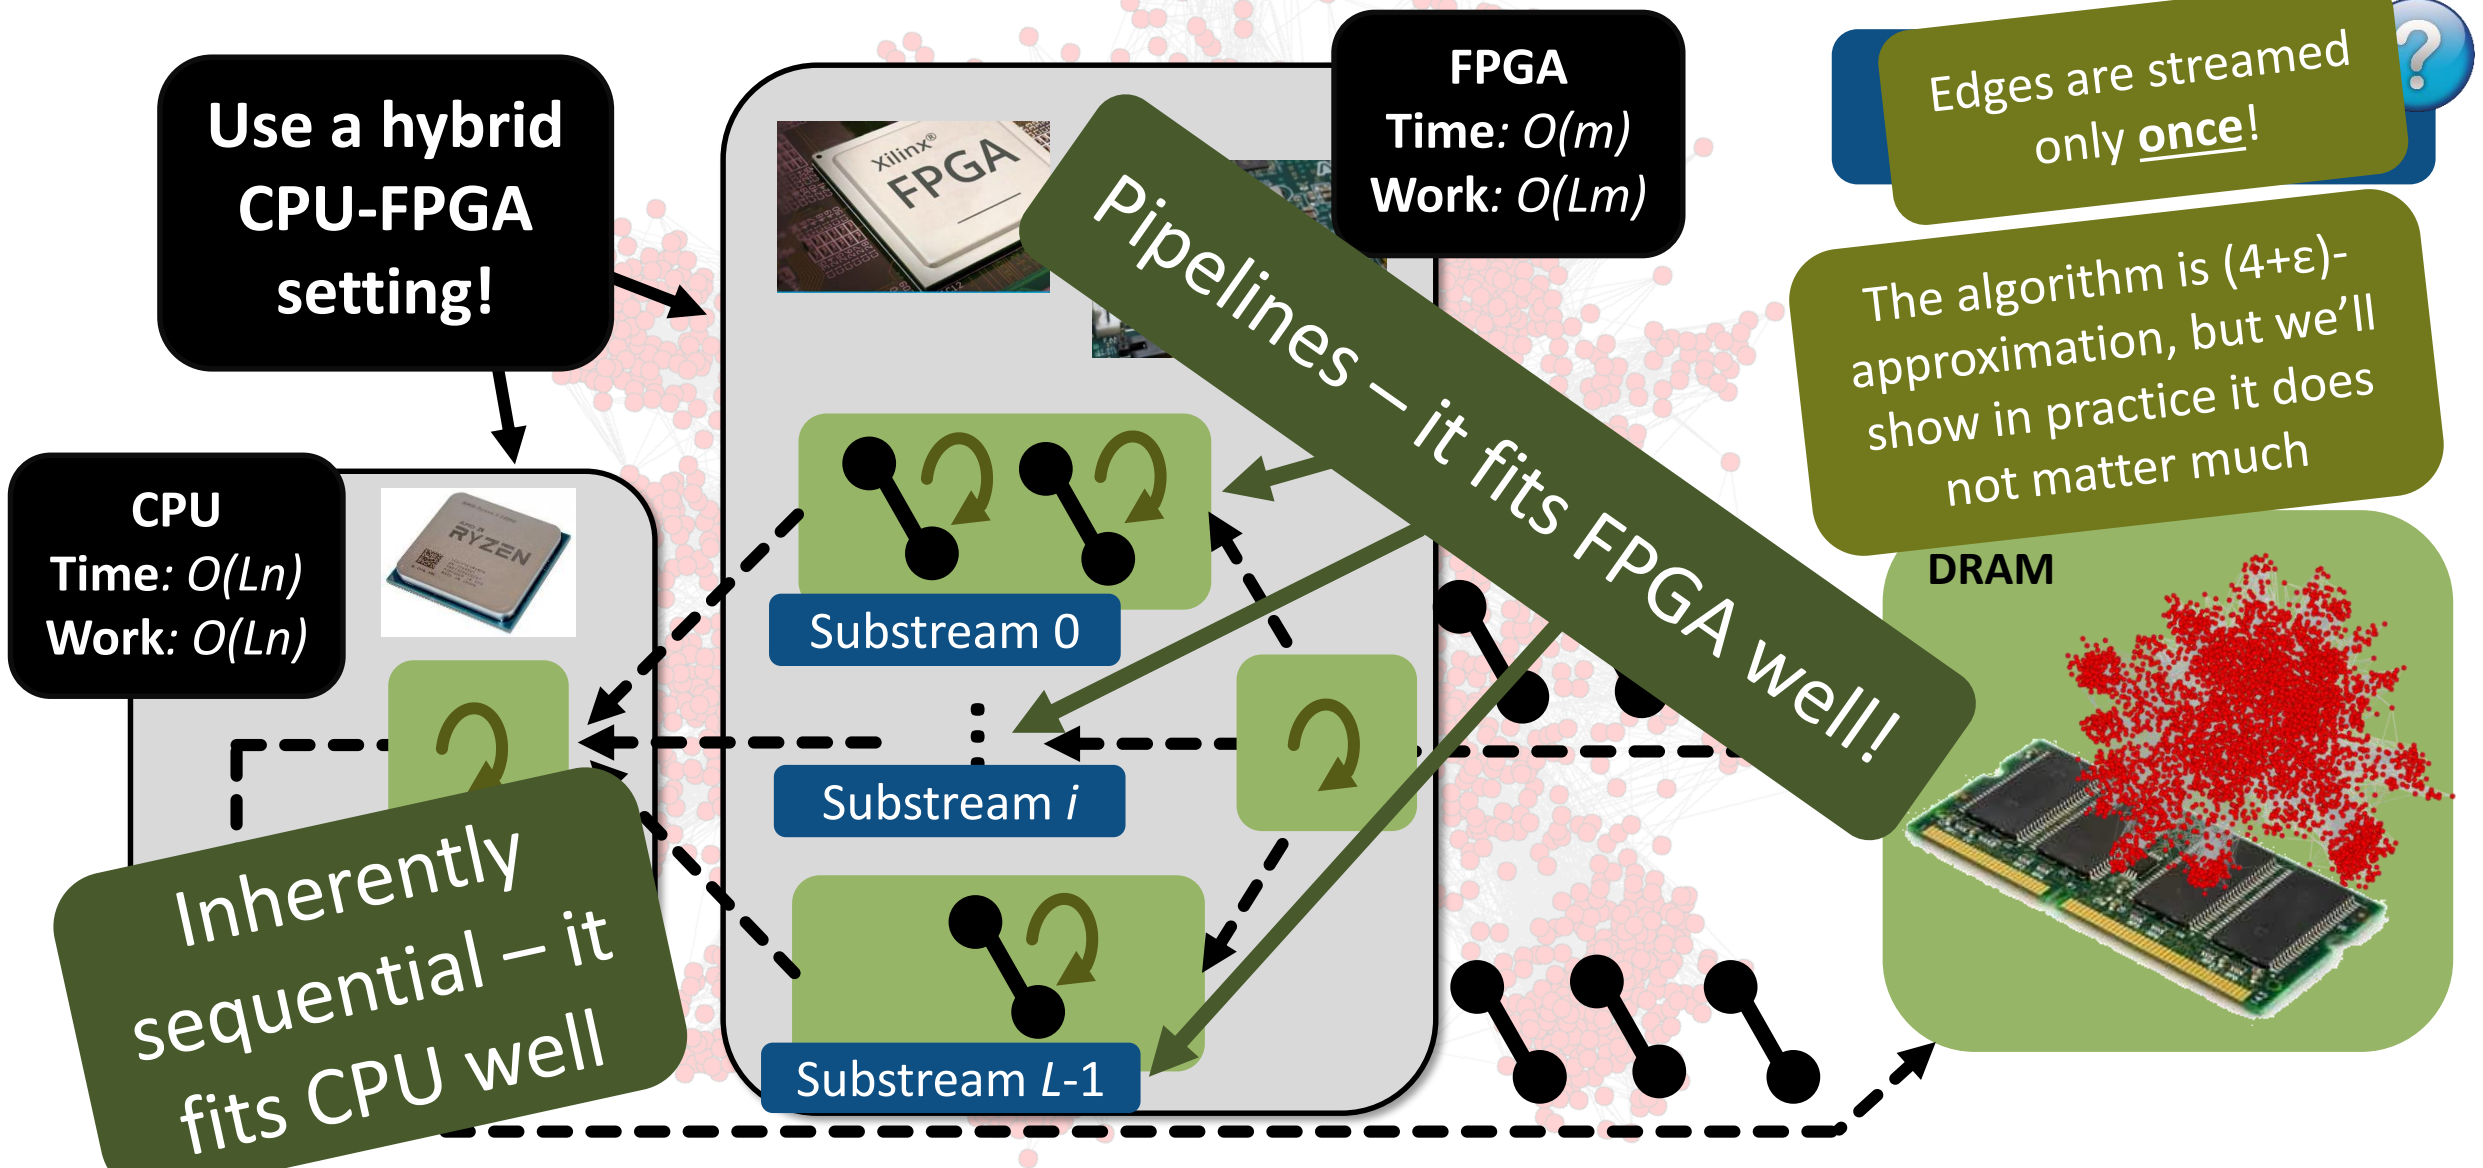 Use a hybrid
CPU-FPGA
setting!
FPGA
Time: O(m)
Work: O(Lm)
Edges are streamed
only once!
The algorithm is (4+ε)-
approximation, but we’ll
show in practice it does
not matter much
XILINX®
FPGA
Pipelines – it fits FPGA well!
CPU
Time: O(Ln)
Work: O(Ln)
RYZEN
DRAM
Substream 0
Substream i
Substream L-1
Inherently
sequential – it
fits CPU well
?